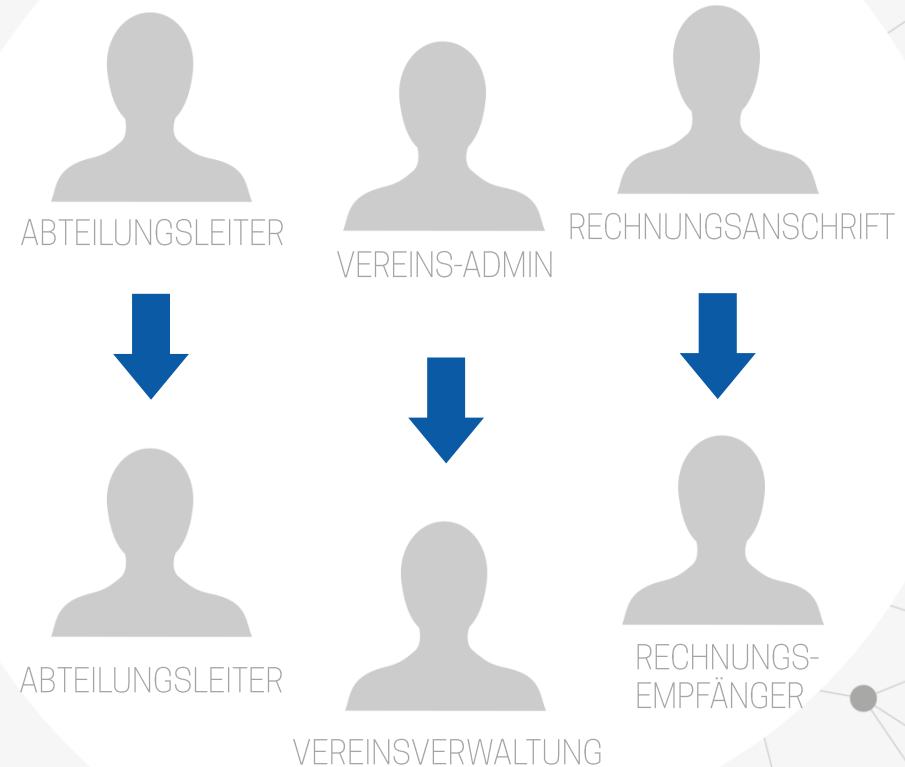 ABTEILUNGSLEITER
VEREINS-ADMIN
RECHNUNGSANSCHRIFT
ABTEILUNGSLEITER
VEREINSVERWALTUNG
RECHNUNGS-
EMPFÄNGER